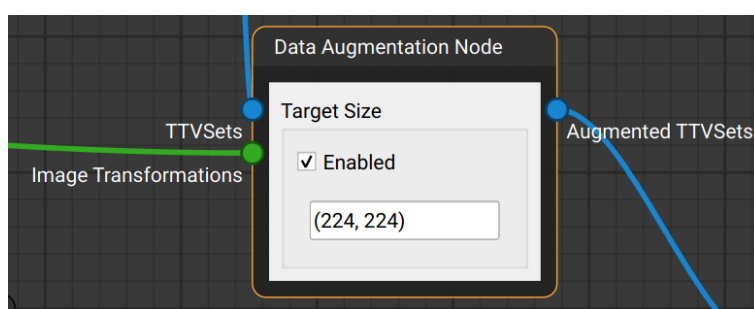 Data Augmentation Node
Target Size
TTVSets
Augmented TTVSets
Enabled
Image Transformations
(224, 224)